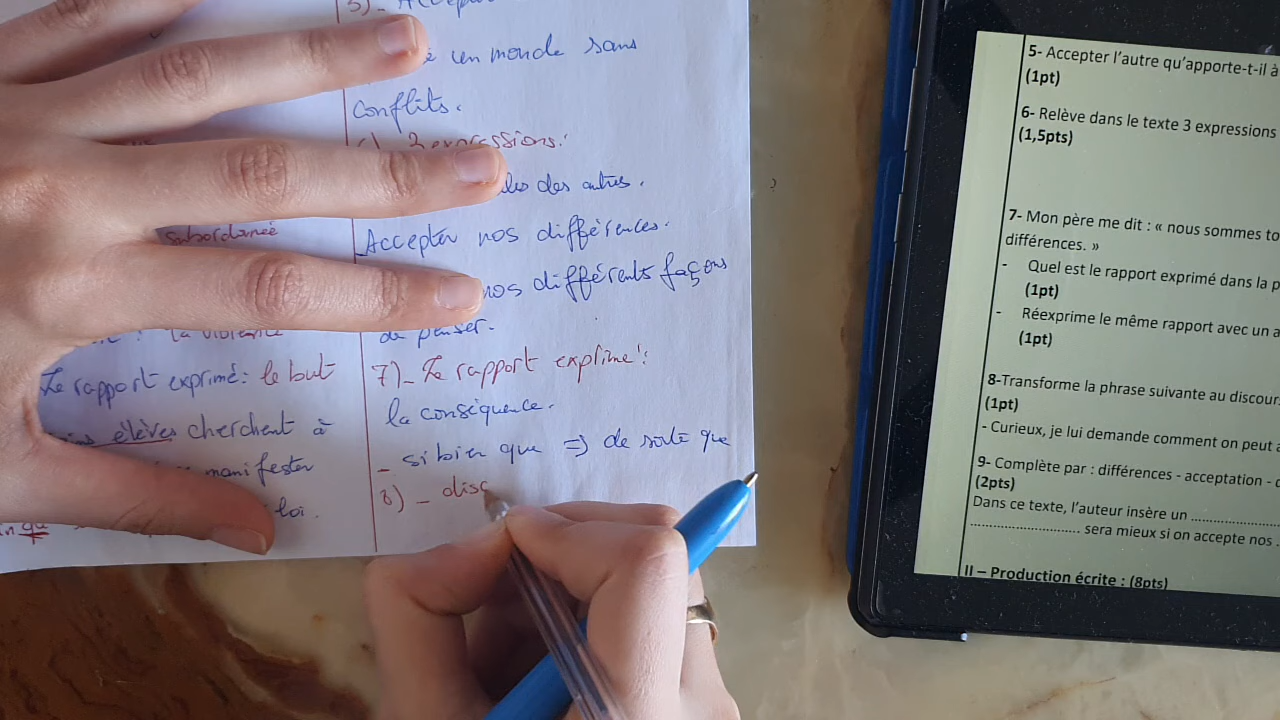 5)_ Accept
un monde sans
conflits.
3 expressions:
des autres.
Accepter nos différences.
nos différents façons
de penser.
7)_ Le rapport exprimé:
la conséquence.
_ si bien que => de sorte que
8)_ disc
subordonnée
la violence
Le rapport exprimé: le but
élèves cherchent à
manifester
loi.
5- Accepter l'autre qu'apporte-t-il à
(1pt)
6- Relève dans le texte 3 expressions
(1,5pts)
7- Mon père me dit : « nous sommes to
différences. »
- Quel est le rapport exprimé dans la p
(1pt)
- Réexprime le même rapport avec un a
(1pt)
8-Transforme la phrase suivante au discour
(1pt)
- Curieux, je lui demande comment on peut a
9- Complète par : différences - acceptation - c
(2pts)
Dans ce texte, l'auteur insère un ......................
........................ sera mieux si on accepte nos .
II – Production écrite : (8pts)